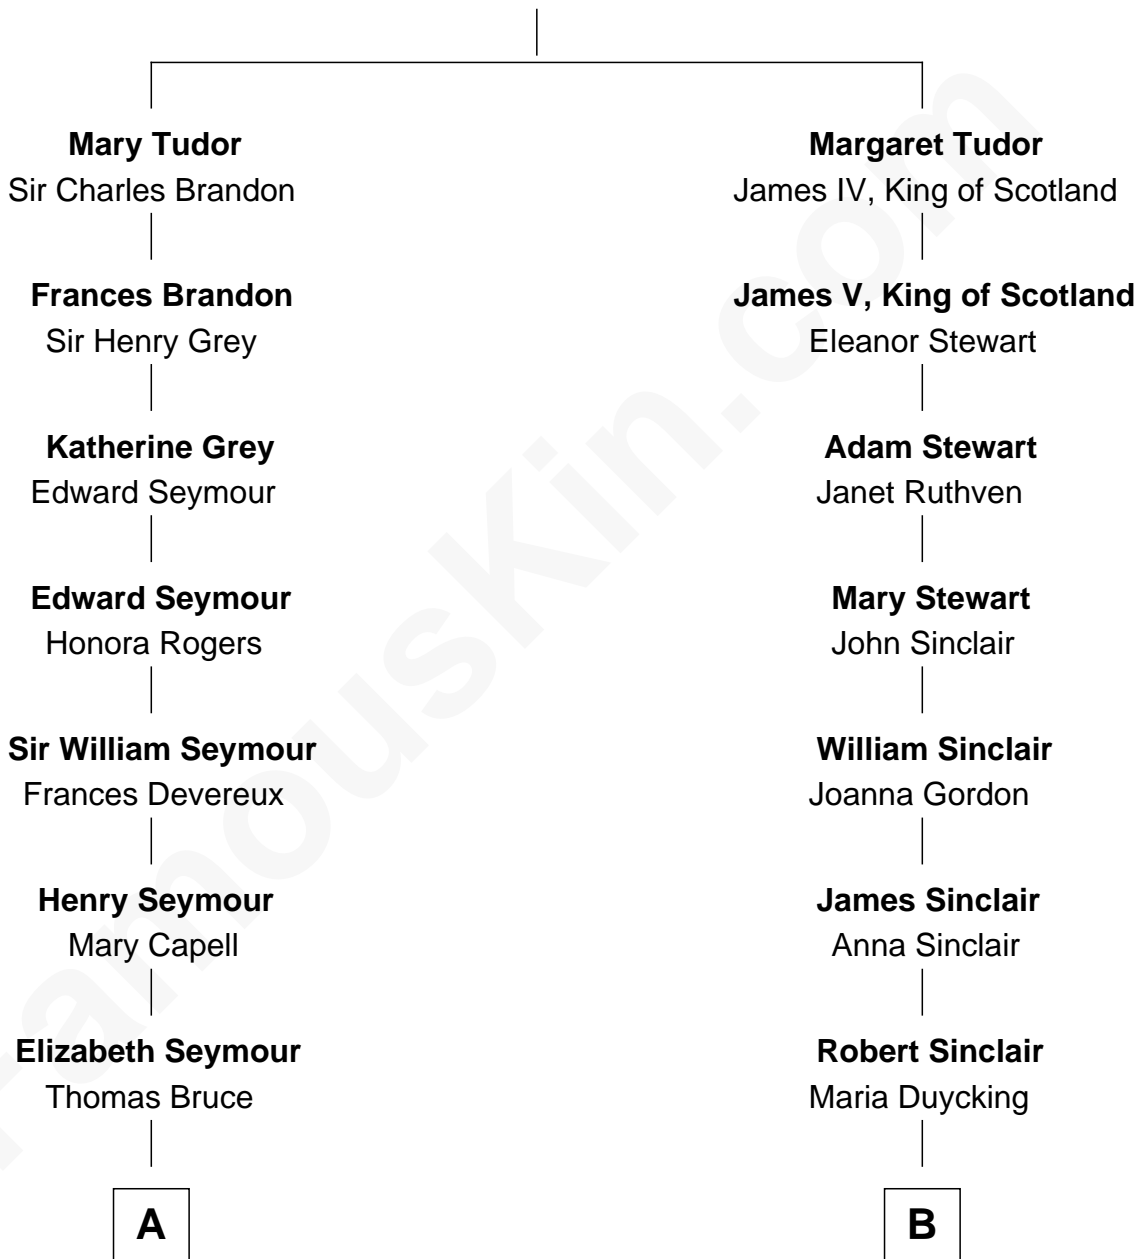 Mary Tudor
Sir Charles Brandon
Frances Brandon
Sir Henry Grey
Katherine Grey
Edward Seymour
Edward Seymour
Honora Rogers
Sir William Seymour
Frances Devereux
Henry Seymour
Mary Capell
Elizabeth Seymour
Thomas Bruce
A
Margaret Tudor
James IV, King of Scotland
James V, King of Scotland
Eleanor Stewart
Adam Stewart
Janet Ruthven
Mary Stewart
John Sinclair
William Sinclair
Joanna Gordon
James Sinclair
Anna Sinclair
Robert Sinclair
Maria Duycking
B
FamousKin.com